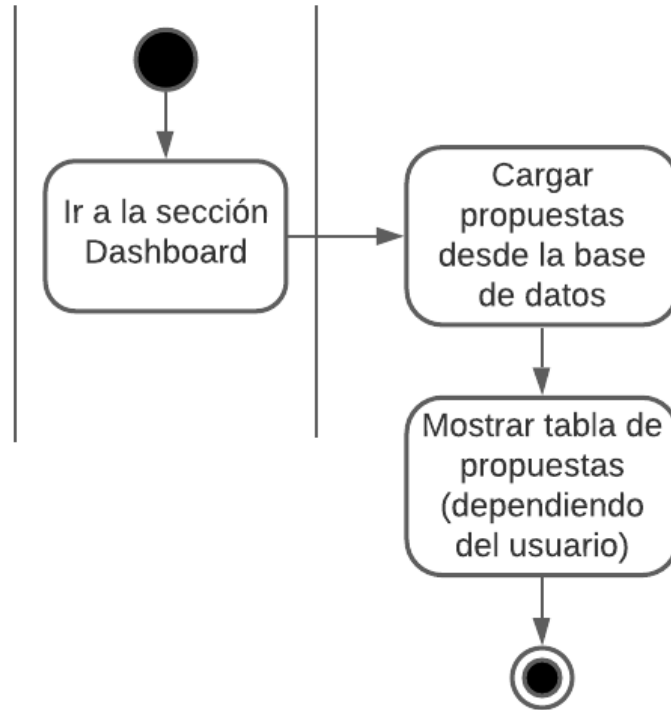 Ir a la sección
Dashboard
Cargar
propuestas
desde la base
de datos
Mostrar tabla de
propuestas
(dependiendo
del usuario)